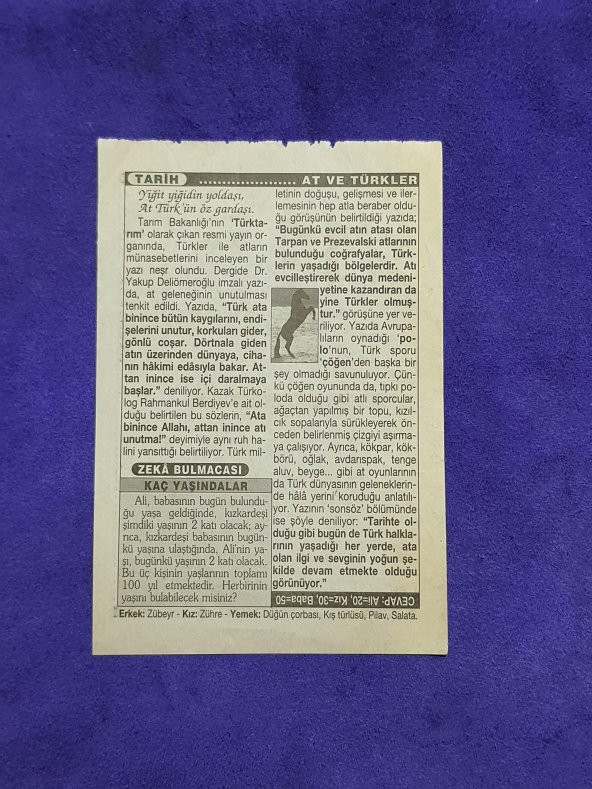 TARİH ..................... AT VE TÜRKLER
Yiğit yiğidin yoldaşı,
At Türk'ün öz gardaşı.
Tarım Bakanlığı'nın 'Türkta-
rım' olarak çıkan resmi yayın or-
ganında, Türkler ile atların
münasebetlerini inceleyen bir
yazı neşr olundu. Dergide Dr.
Yakup Deliömeroğlu imzalı yazı-
da, at geleneğinin unutulması
tenkit edildi. Yazıda, "Türk ata
binince bütün kaygılarını, endi-
şelerini unutur, korkuları gider,
gönlü coşar. Dörtnala giden
atın üzerinden dünyaya, ciha-
nın hâkimi edâsıyla bakar. At-
tan inince ise içi daralmaya
başlar." deniliyor. Kazak Türko-
log Rahmankul Berdiyev'e ait ol-
duğu belirtilen bu sözlerin, "Ata
binince Allahı, attan inince atı
unutma!" deyimiyle aynı ruh ha-
lini yansıttığı belirtiliyor. Türk mil-
letinin doğuşu, gelişmesi ve iler-
lemesinin hep atla beraber oldu-
ğu görüşünün belirtildiği yazıda;
"Bugünkü evcil atın atası olan
Tarpan ve Prezevalski atlarının
bulunduğu coğrafyalar, Türk-
lerin yaşadığı bölgelerdir. Atı
evcilleştirerek dünya medeni-
yetine kazandıran da
yine Türkler olmuş-
tur." görüşüne yer ve-
riliyor. Yazıda Avrupa-
lıların oynadığı 'po-
lo'nun, Türk sporu
'çöğen'den başka bir
şey olmadığı savunuluyor. Çün-
kü çöğen oyununda da, tıpkı po-
loda olduğu gibi atlı sporcular,
ağaçtan yapılmış bir topu, kızıl-
cık sopalarıyla sürükleyerek ön-
ceden belirlenmiş çizgiyi aşırma-
ya çalışıyor. Ayrıca, kökpar, kök-
börü, oğlak, avdarıspak, tenge
aluv, beyge... gibi at oyunlarının
da Türk dünyasının geleneklerin-
de hâlâ yerini koruduğu anlatılı-
yor. Yazının 'sonsöz' bölümünde
ise şöyle deniliyor: "Tarihte ol-
duğu gibi bugün de Türk halkla-
rının yaşadığı her yerde, ata
olan ilgi ve sevginin yoğun şe-
kilde devam etmekte olduğu
görünüyor."
ZEKÂ BULMACASI
KAÇ YAŞINDALAR
Ali, babasının bugün bulundu-
ğu yaşa geldiğinde, kızkardeşi
şimdiki yaşının 2 katı olacak; ay-
rıca, kızkardeşi babasının bugün-
kü yaşına ulaştığında, Ali'nin ya-
şı, bugünkü yaşının 2 katı olacak.
Bu üç kişinin yaşlarının toplamı
100 yıl etmektedir. Herbirinin
yaşını bulabilecek misiniz?
CEVAP: Ali=20, Kız=30, Baba=50
Erkek: Zübeyr - Kız: Zühre - Yemek: Düğün çorbası, Kış türlüsü, Pilav, Salata.